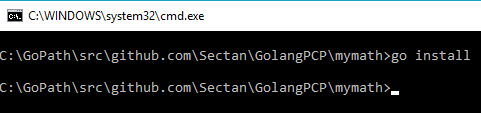 C:\WINDOWS\system32\cmd.exe
C:\GoPath\src\github.com\Sectan\GolangPCP\mymath>go install
C:\GoPath\src\github.com\Sectan\GolangPCP\mymath>